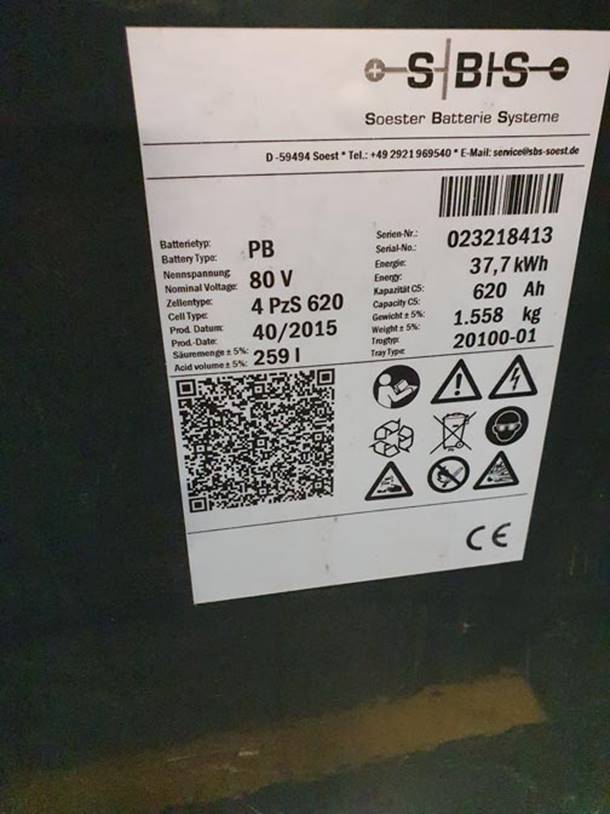 S B S
Soester Batterie Systeme
D-59494 Soest * Tel.: +49 2921 969540 * E-Mail: service@sbs-soest.de
Batterietyp: PB
Battery Type:
Nennspannung: 80 V
Nominal Voltage:
Zellentype: 4 PzS 620
Cell Type:
Prod. Datum: 40/2015
Prod.-Date:
Säuremenge ± 5%: 259 l
Acid volume ± 5%:
Serien-Nr.: 023218413
Serial-No.:
Energie: 37,7 kWh
Energy:
Kapazität C5: 620 Ah
Capacity C5:
Gewicht ± 5%: 1.558 kg
Weight ± 5%:
Trogtyp: 20100-01
Tray Type
CE